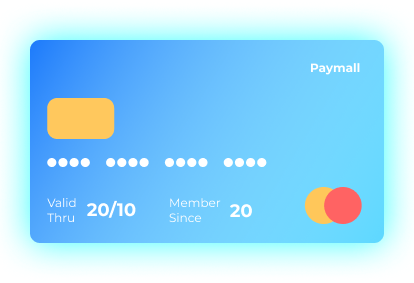 Paymall
●●●● ●●●● ●●●● ●●●●
Valid Thru 20/10 Member Since 20